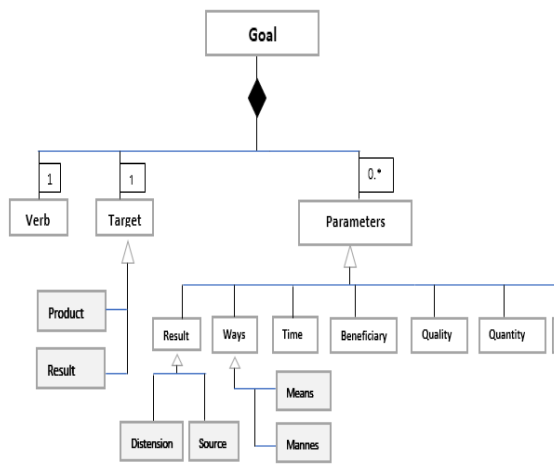 Goal
1
1
0.*
Verb
Target
Parameters
Product
Result
Result
Ways
Time
Beneficiary
Quality
Quantity
Means
Distension
Source
Mannes